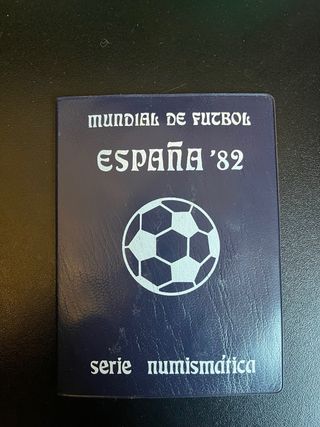 MUNDIAL DE FUTBOL
ESPAÑA '82
serie numismática